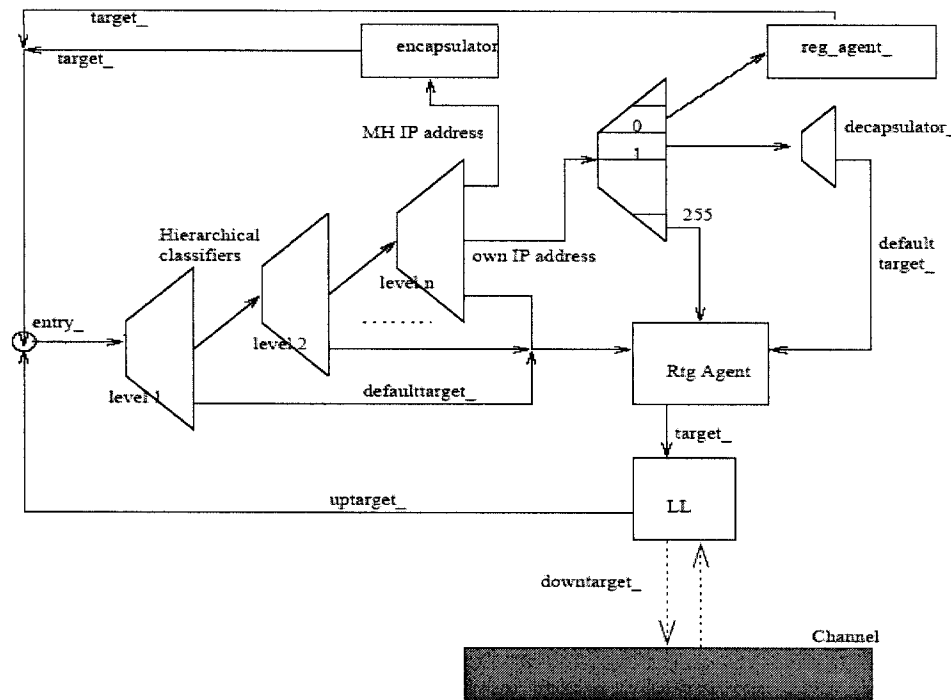 target_
target_
encapsulator
reg_agent_
MH IP address
0
1
decapsulator_
255
Hierarchical
classifiers
own IP address
default
target_
level n
entry_
level 2
level 1
defaulttarget_
Rtg Agent
target_
uptarget_
LL
downtarget_
Channel